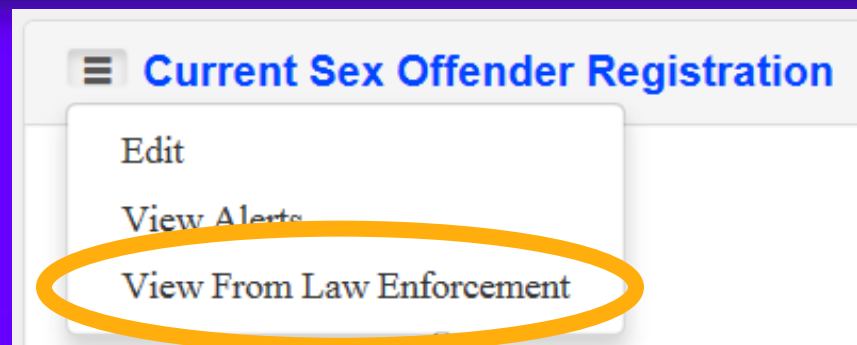 Current Sex Offender Registration
Edit
View Alerts
View From Law Enforcement